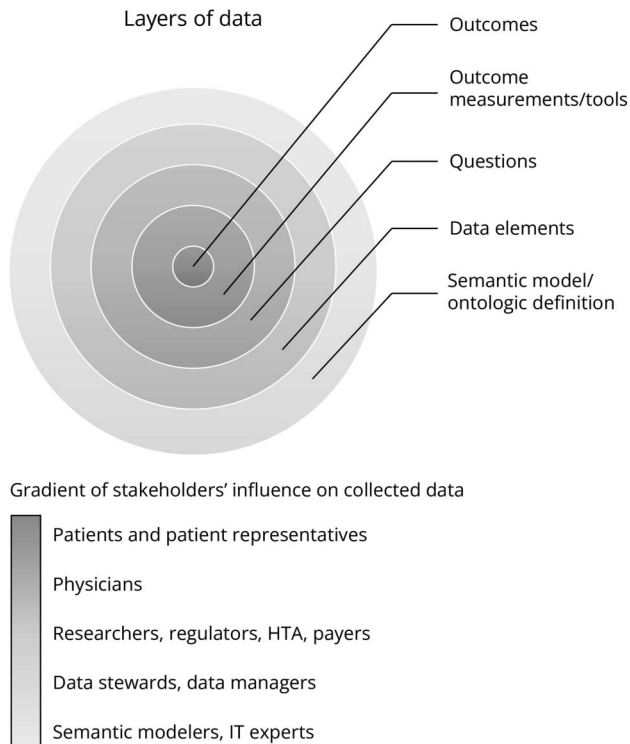 Layers of data
Outcomes
Outcome
measurements/tools
Questions
Data elements
Semantic model/
ontologic definition
Gradient of stakeholders’ influence on collected data
Patients and patient representatives
Physicians
Researchers, regulators, HTA, payers
Data stewards, data managers
Semantic modelers, IT experts